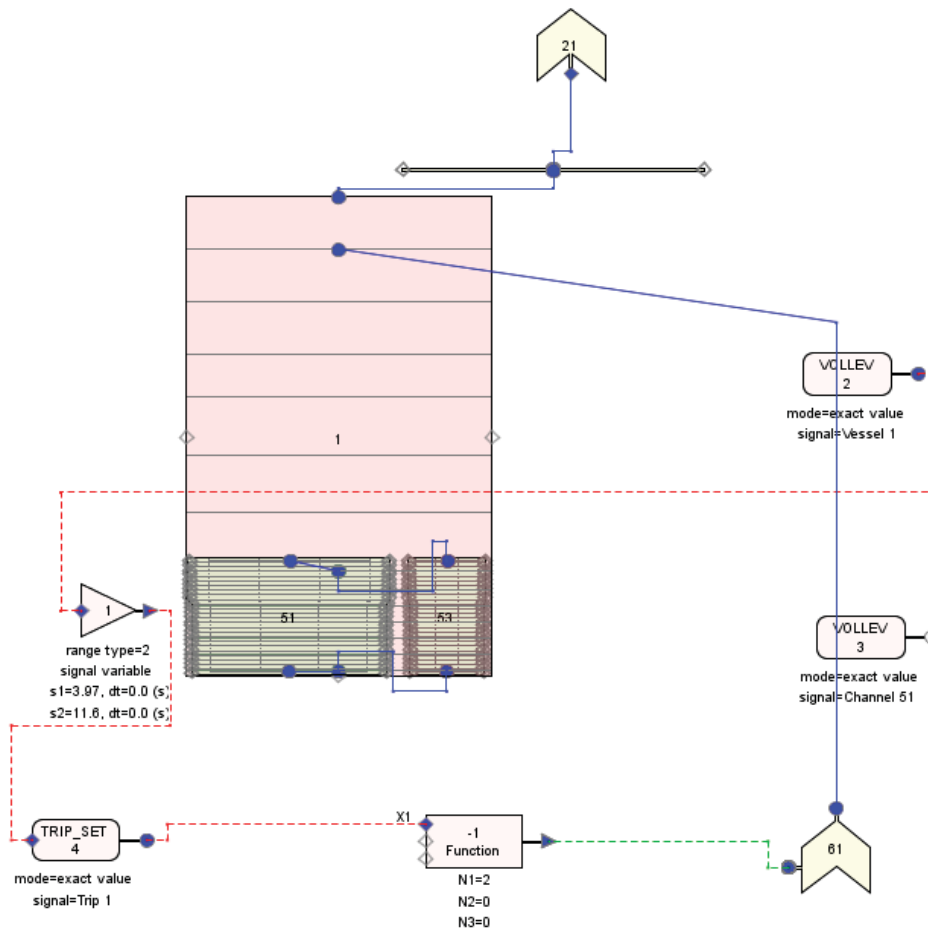 21
VOLLEV
2
mode=exact value
signal=Vessel 1
1
1
range type=2
signal variable
s1=3.97, dt=0.0 (s)
s2=11.6, dt=0.0 (s)
51
53
VOLLEV
3
mode=exact value
signal=Channel 51
TRIP_SET
4
mode=exact value
signal=Trip 1
X1
-1
Function
N1=2
N2=0
N3=0
61